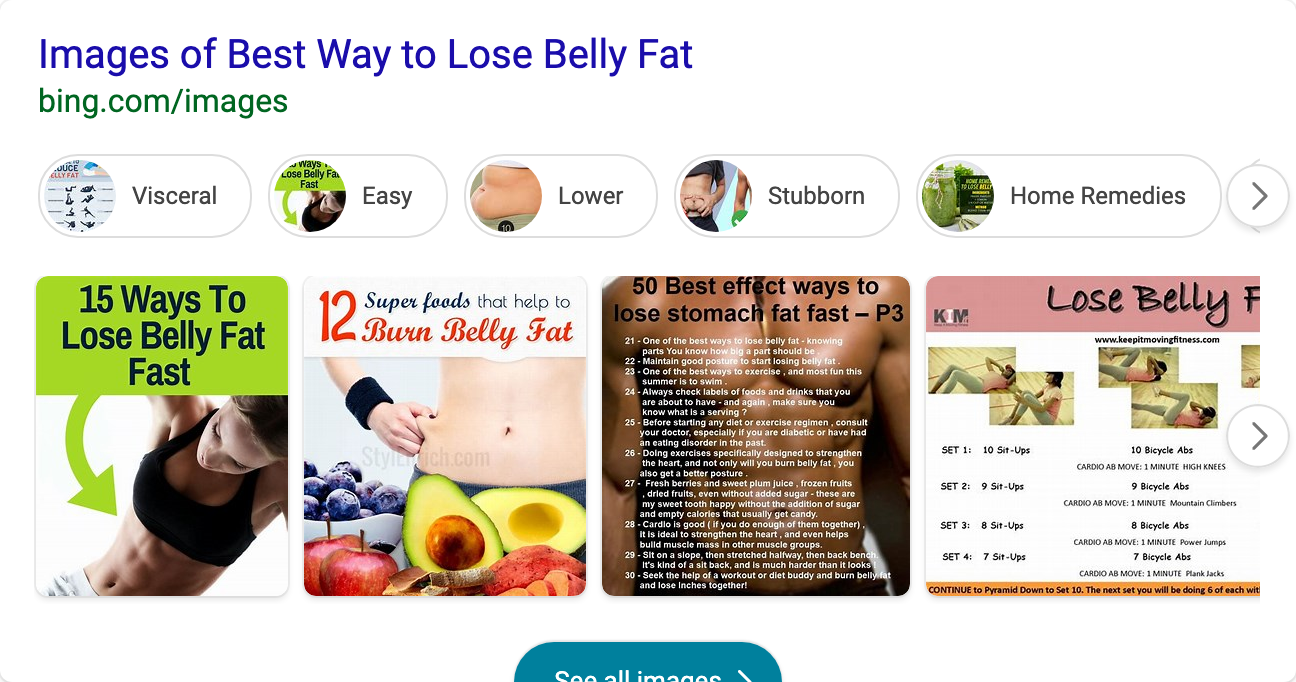 Images of Best Way to Lose Belly Fat
bing.com/images
Visceral
15 Ways To
Lose Belly Fat
Fast
Easy
10
Lower
Stubborn
Home Remedies
15 Ways To
Lose Belly Fat
Fast
12 Super foods that help to
Burn Belly Fat
StyleEnrich.com
50 Best effect ways to
lose stomach fat fast – P3
21 - One of the best ways to lose belly fat - knowing
parts You know how big a part should be .
22 - Maintain good posture to start losing belly fat .
23 - One of the best ways to exercise , and most fun this
summer is to swim .
24 - Always check labels of foods and drinks that you
are about to have - and again , make sure you
know what is a serving ?
25 - Before starting any diet or exercise regimen , consult
your doctor, especially if you are diabetic or have had
an eating disorder in the past.
26 - Doing exercises specifically designed to strengthen
the heart, and not only will you burn belly fat , you
also get a better posture .
27 - Fresh berries and sweet plum juice , frozen fruits
, dried fruits, even without added sugar - these are
my sweet tooth happy without the addition of sugar
and empty calories that usually get candy.
28 - Cardio is good ( if you do enough of them together) ,
it is ideal to strengthen the heart , and even helps
build muscle mass in other muscle groups.
29 - Sit on a slope, then stretched halfway, then back bench.
It's kind of a sit back, and is much harder than it looks !
30 - Seek the help of a workout or diet buddy and burn belly fat
and lose inches together!
Lose Belly F
KIM
www.keepitmovingfitness.com
SET 1: 10 Sit-Ups 10 Bicycle Abs
CARDIO AB MOVE: 1 MINUTE HIGH KNEES
SET 2: 9 Sit-Ups 9 Bicycle Abs
CARDIO AB MOVE: 1 MINUTE Mountain Climbers
SET 3: 8 Sit-Ups 8 Bicycle Abs
CARDIO AB MOVE: 1 MINUTE Power Jumps
SET 4: 7 Sit-Ups 7 Bicycle Abs
CARDIO AB MOVE: 1 MINUTE Plank Jacks
CONTINUE to Pyramid Down to Set 10. The next set you will be doing 6 of each wit
See all images